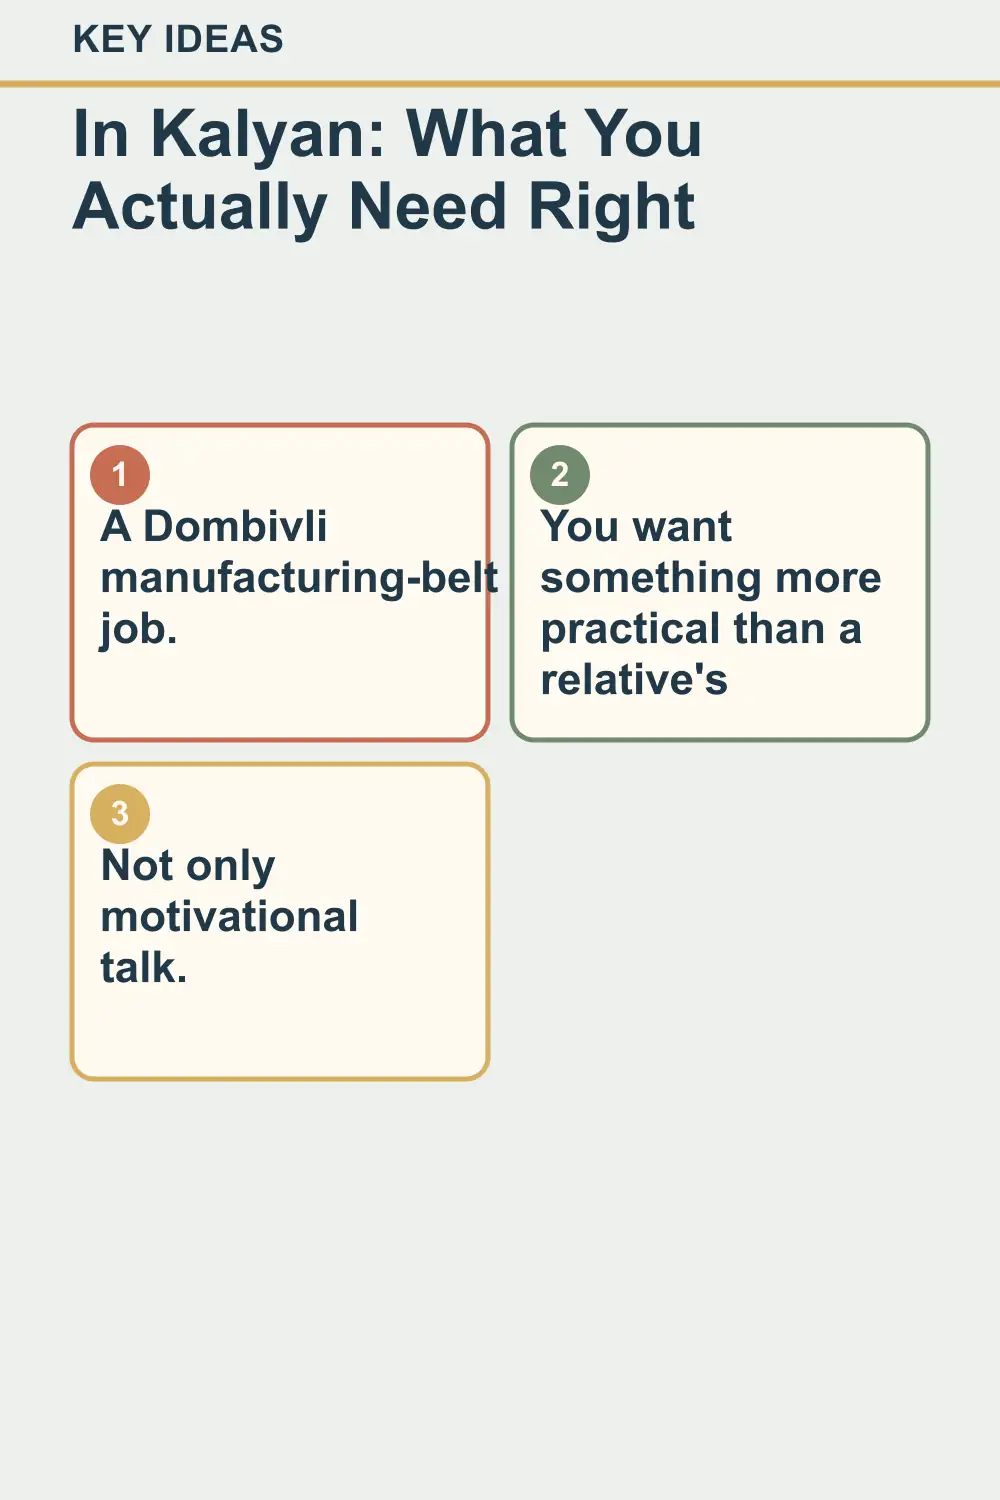 KEY IDEAS
In Kalyan: What You
Actually Need Right
1
A Dombivli
manufacturing-belt
job.
2
You want
something more
practical than a
relative's
3
Not only
motivational
talk.